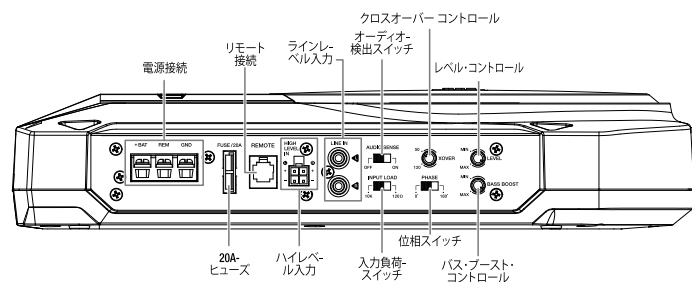 クロスオーバー コントロール
リモート
接続
ラインレ-
ベル入力
オーディオ-
検出スイッチ
電源接続
レベル・コントロール
+BAT
REM
GND
FUSE/20A
REMOTE
HIGH
LEVEL
IN
LINE IN
AUDIO SENSE
OFF
ON
INPUT LOAD
10K
100Ω
50
120
XOVER
PHASE
0°
180°
MIN
MAX
LEVEL
MIN
MAX
BASS BOOST
20A-
ヒューズ
ハイレベ-
ル入力
入力負荷-
スイッチ
位相スイッチ
バス・ブースト・
コントロール